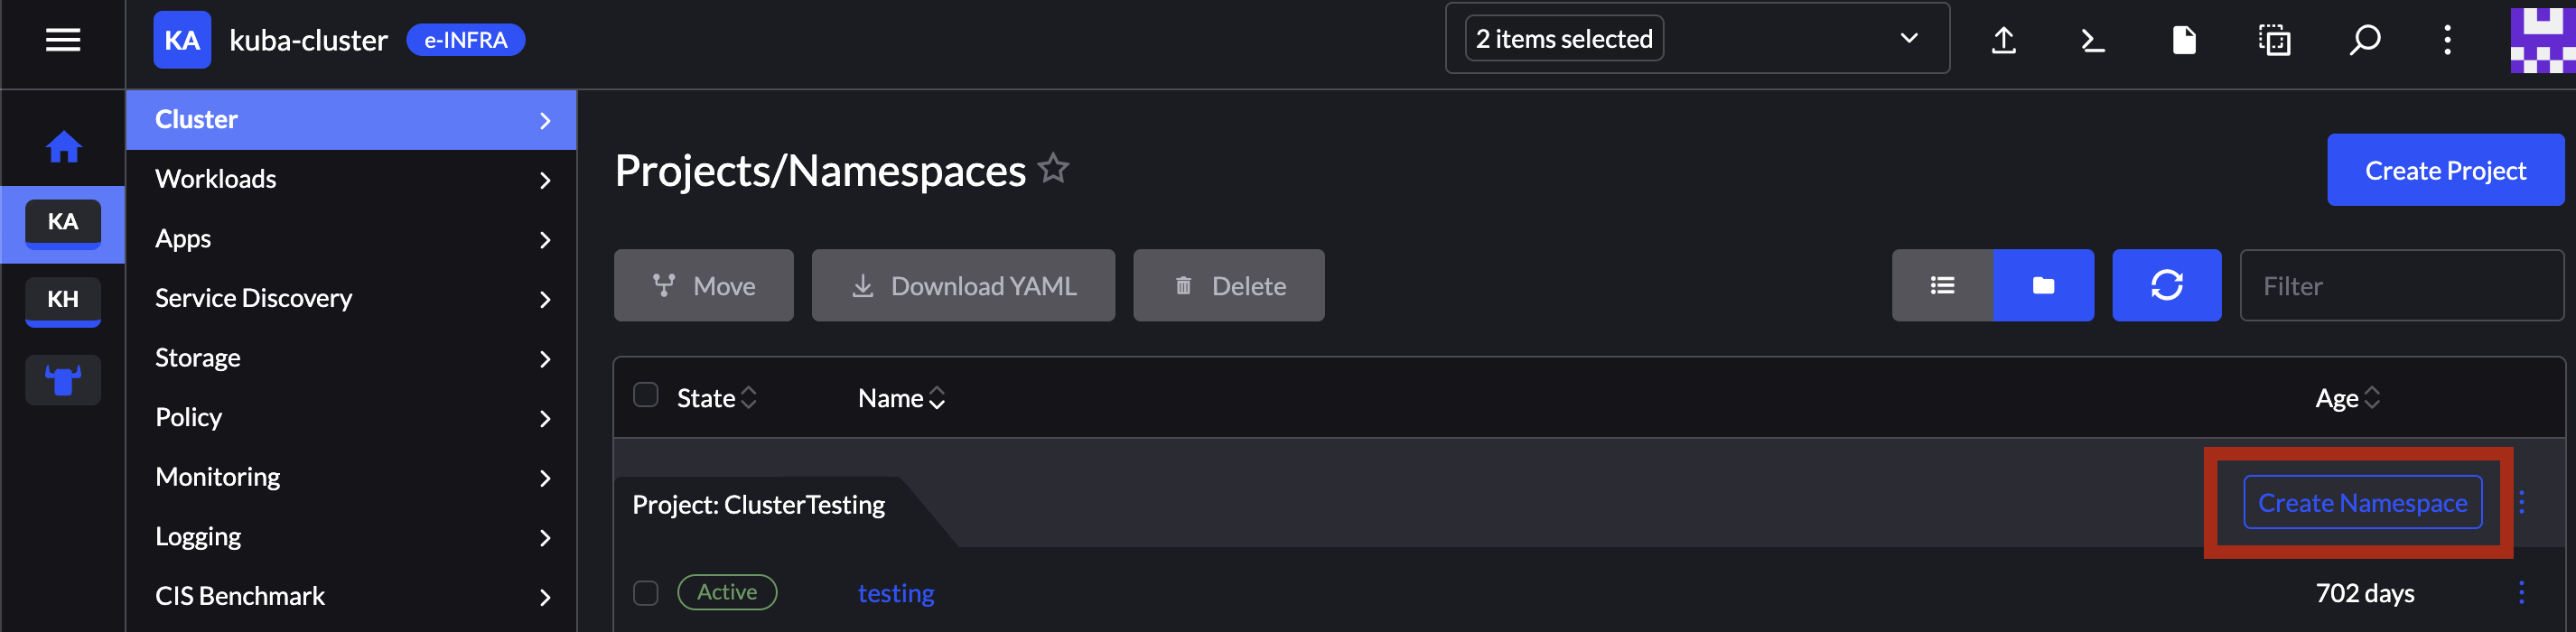 KA kuba-cluster e-INFRA 2 items selected
Cluster
Workloads
Apps
Service Discovery
Storage
Policy
Monitoring
Logging
CIS Benchmark
KA
KH
Projects/Namespaces
Create Project
Move Download YAML Delete Filter
State Name Age
Project: ClusterTesting Create Namespace
Active testing 702 days